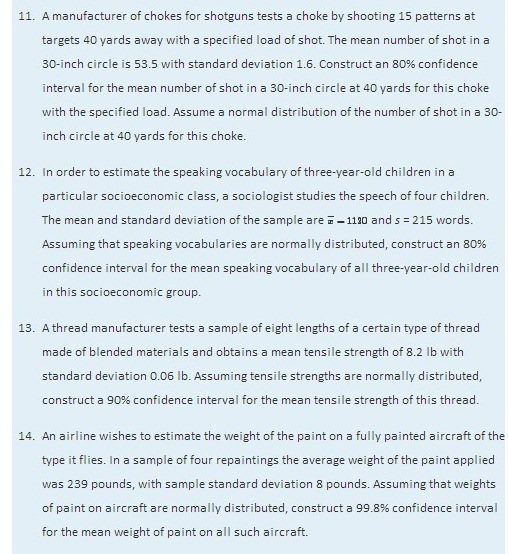 11. A manufacturer of chokes for shotguns tests a choke by shooting 15 patterns at
targets 40 yards away with a specified load of shot. The mean number of shot in a
30-inch circle is 53.5 with standard deviation 1.6. Construct an 80% confidence
interval for the mean number of shot in a 30-inch circle at 40 yards for this choke
with the specified load. Assume a normal distribution of the number of shot in a 30-
inch circle at 40 yards for this choke.
12. In order to estimate the speaking vocabulary of three-year-old children in a
particular socioeconomic class, a sociologist studies the speech of four children.
The mean and standard deviation of the sample are x̄ = 1120 and s = 215 words.
Assuming that speaking vocabularies are normally distributed, construct an 80%
confidence interval for the mean speaking vocabulary of all three-year-old children
in this socioeconomic group.
13. A thread manufacturer tests a sample of eight lengths of a certain type of thread
made of blended materials and obtains a mean tensile strength of 8.2 lb with
standard deviation 0.06 lb. Assuming tensile strengths are normally distributed,
construct a 90% confidence interval for the mean tensile strength of this thread.
14. An airline wishes to estimate the weight of the paint on a fully painted aircraft of the
type it flies. In a sample of four repaintings the average weight of the paint applied
was 239 pounds, with sample standard deviation 8 pounds. Assuming that weights
of paint on aircraft are normally distributed, construct a 99.8% confidence interval
for the mean weight of paint on all such aircraft.